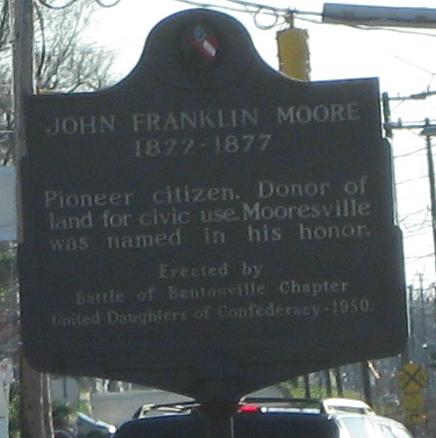 JOHN FRANKLIN MOORE
1822-1877
Pioneer citizen. Donor of
land for civic use. Mooresville
was named in his honor.
Erected by
Battle of Bentonville Chapter
United Daughters of Confederacy-1950.